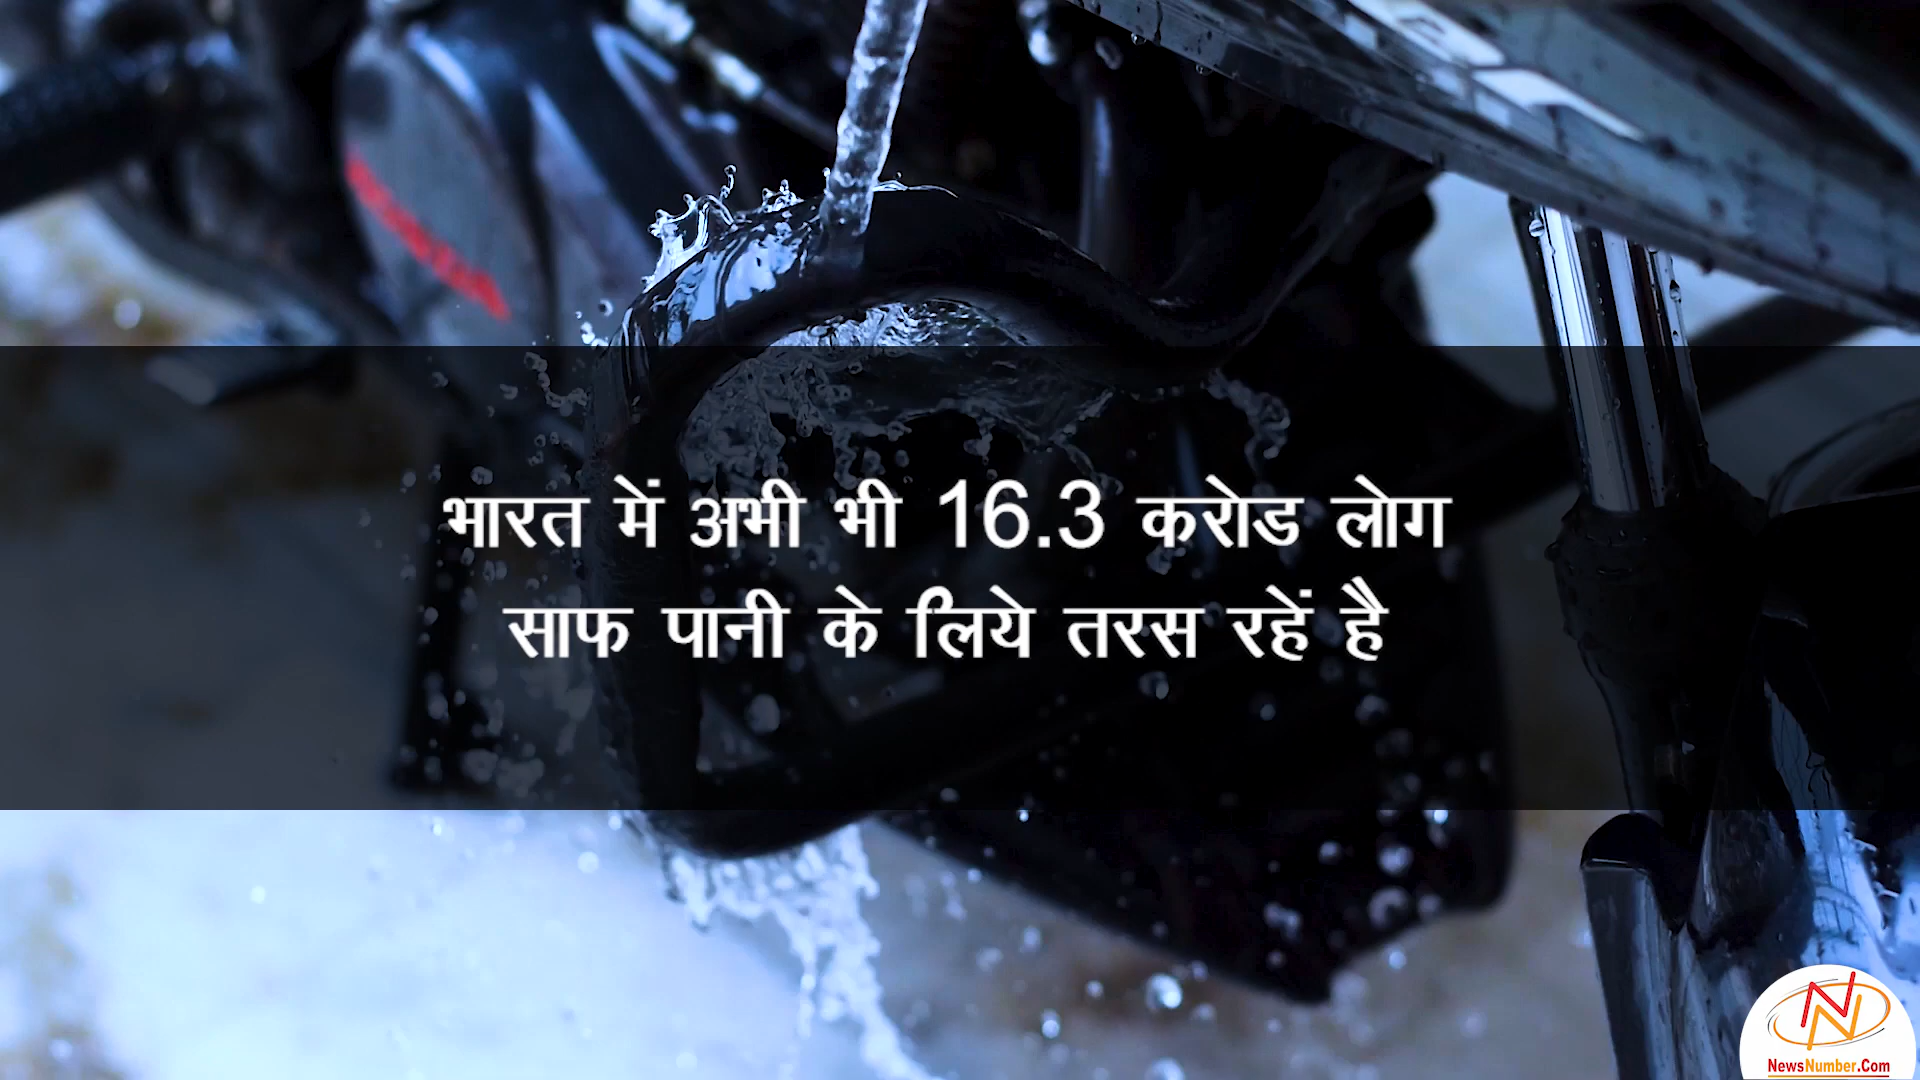 भारत में अभी भी 16.3 करोड लोग
साफ पानी के लिये तरस रहें है
NewsNumber.Com